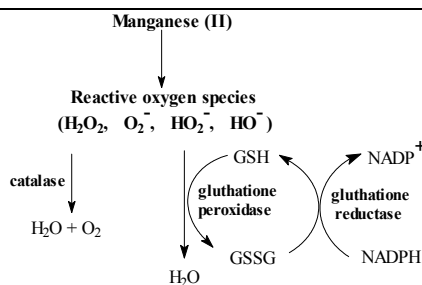 Manganese (II)
Reactive oxygen species
(H₂O₂, O₂⁻, HO₂⁻, HO⁻)
catalase
H₂O + O₂
H₂O
GSH
gluthatione
peroxidase
GSSG
NADP⁺
gluthatione
reductase
NADPH